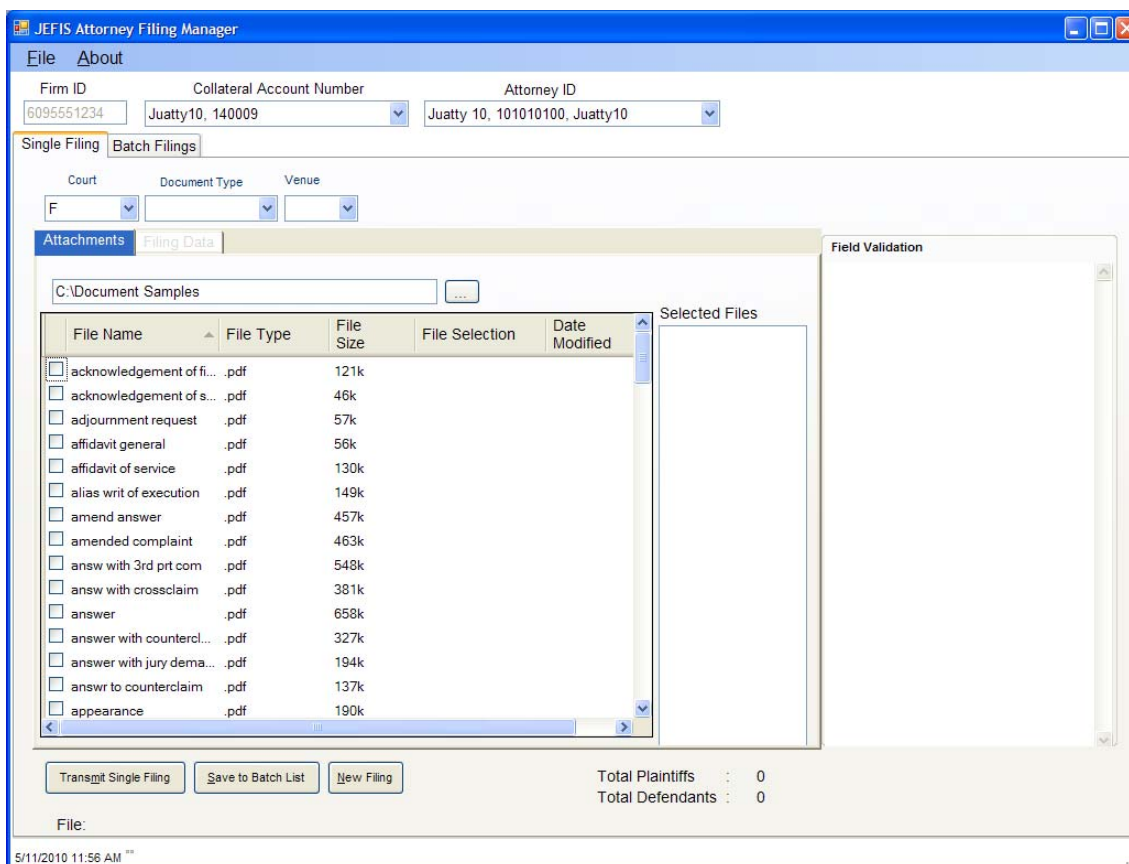 JEFIS Attorney Filing Manager
File About
Firm ID Collateral Account Number Attorney ID
6095551234 Juatty10, 140009 Juatty 10, 101010100, Juatty10
Single Filing Batch Filings
Court Document Type Venue
F
Attachments Filing Data
Field Validation
C:\Document Samples ...
Selected Files
File Name File Type File Size File Selection Date Modified
acknowledgement of fi... .pdf 121k
acknowledgement of s... .pdf 46k
adjournment request .pdf 57k
affidavit general .pdf 56k
affidavit of service .pdf 130k
alias writ of execution .pdf 149k
amend answer .pdf 457k
amended complaint .pdf 463k
answ with 3rd prt com .pdf 548k
answ with crossclaim .pdf 381k
answer .pdf 658k
answer with countercl... .pdf 327k
answer with jury dema... .pdf 194k
answr to counterclaim .pdf 137k
appearance .pdf 190k
Transmit Single Filing Save to Batch List New Filing
Total Plaintiffs : 0
Total Defendants : 0
File:
5/11/2010 11:56 AM ""